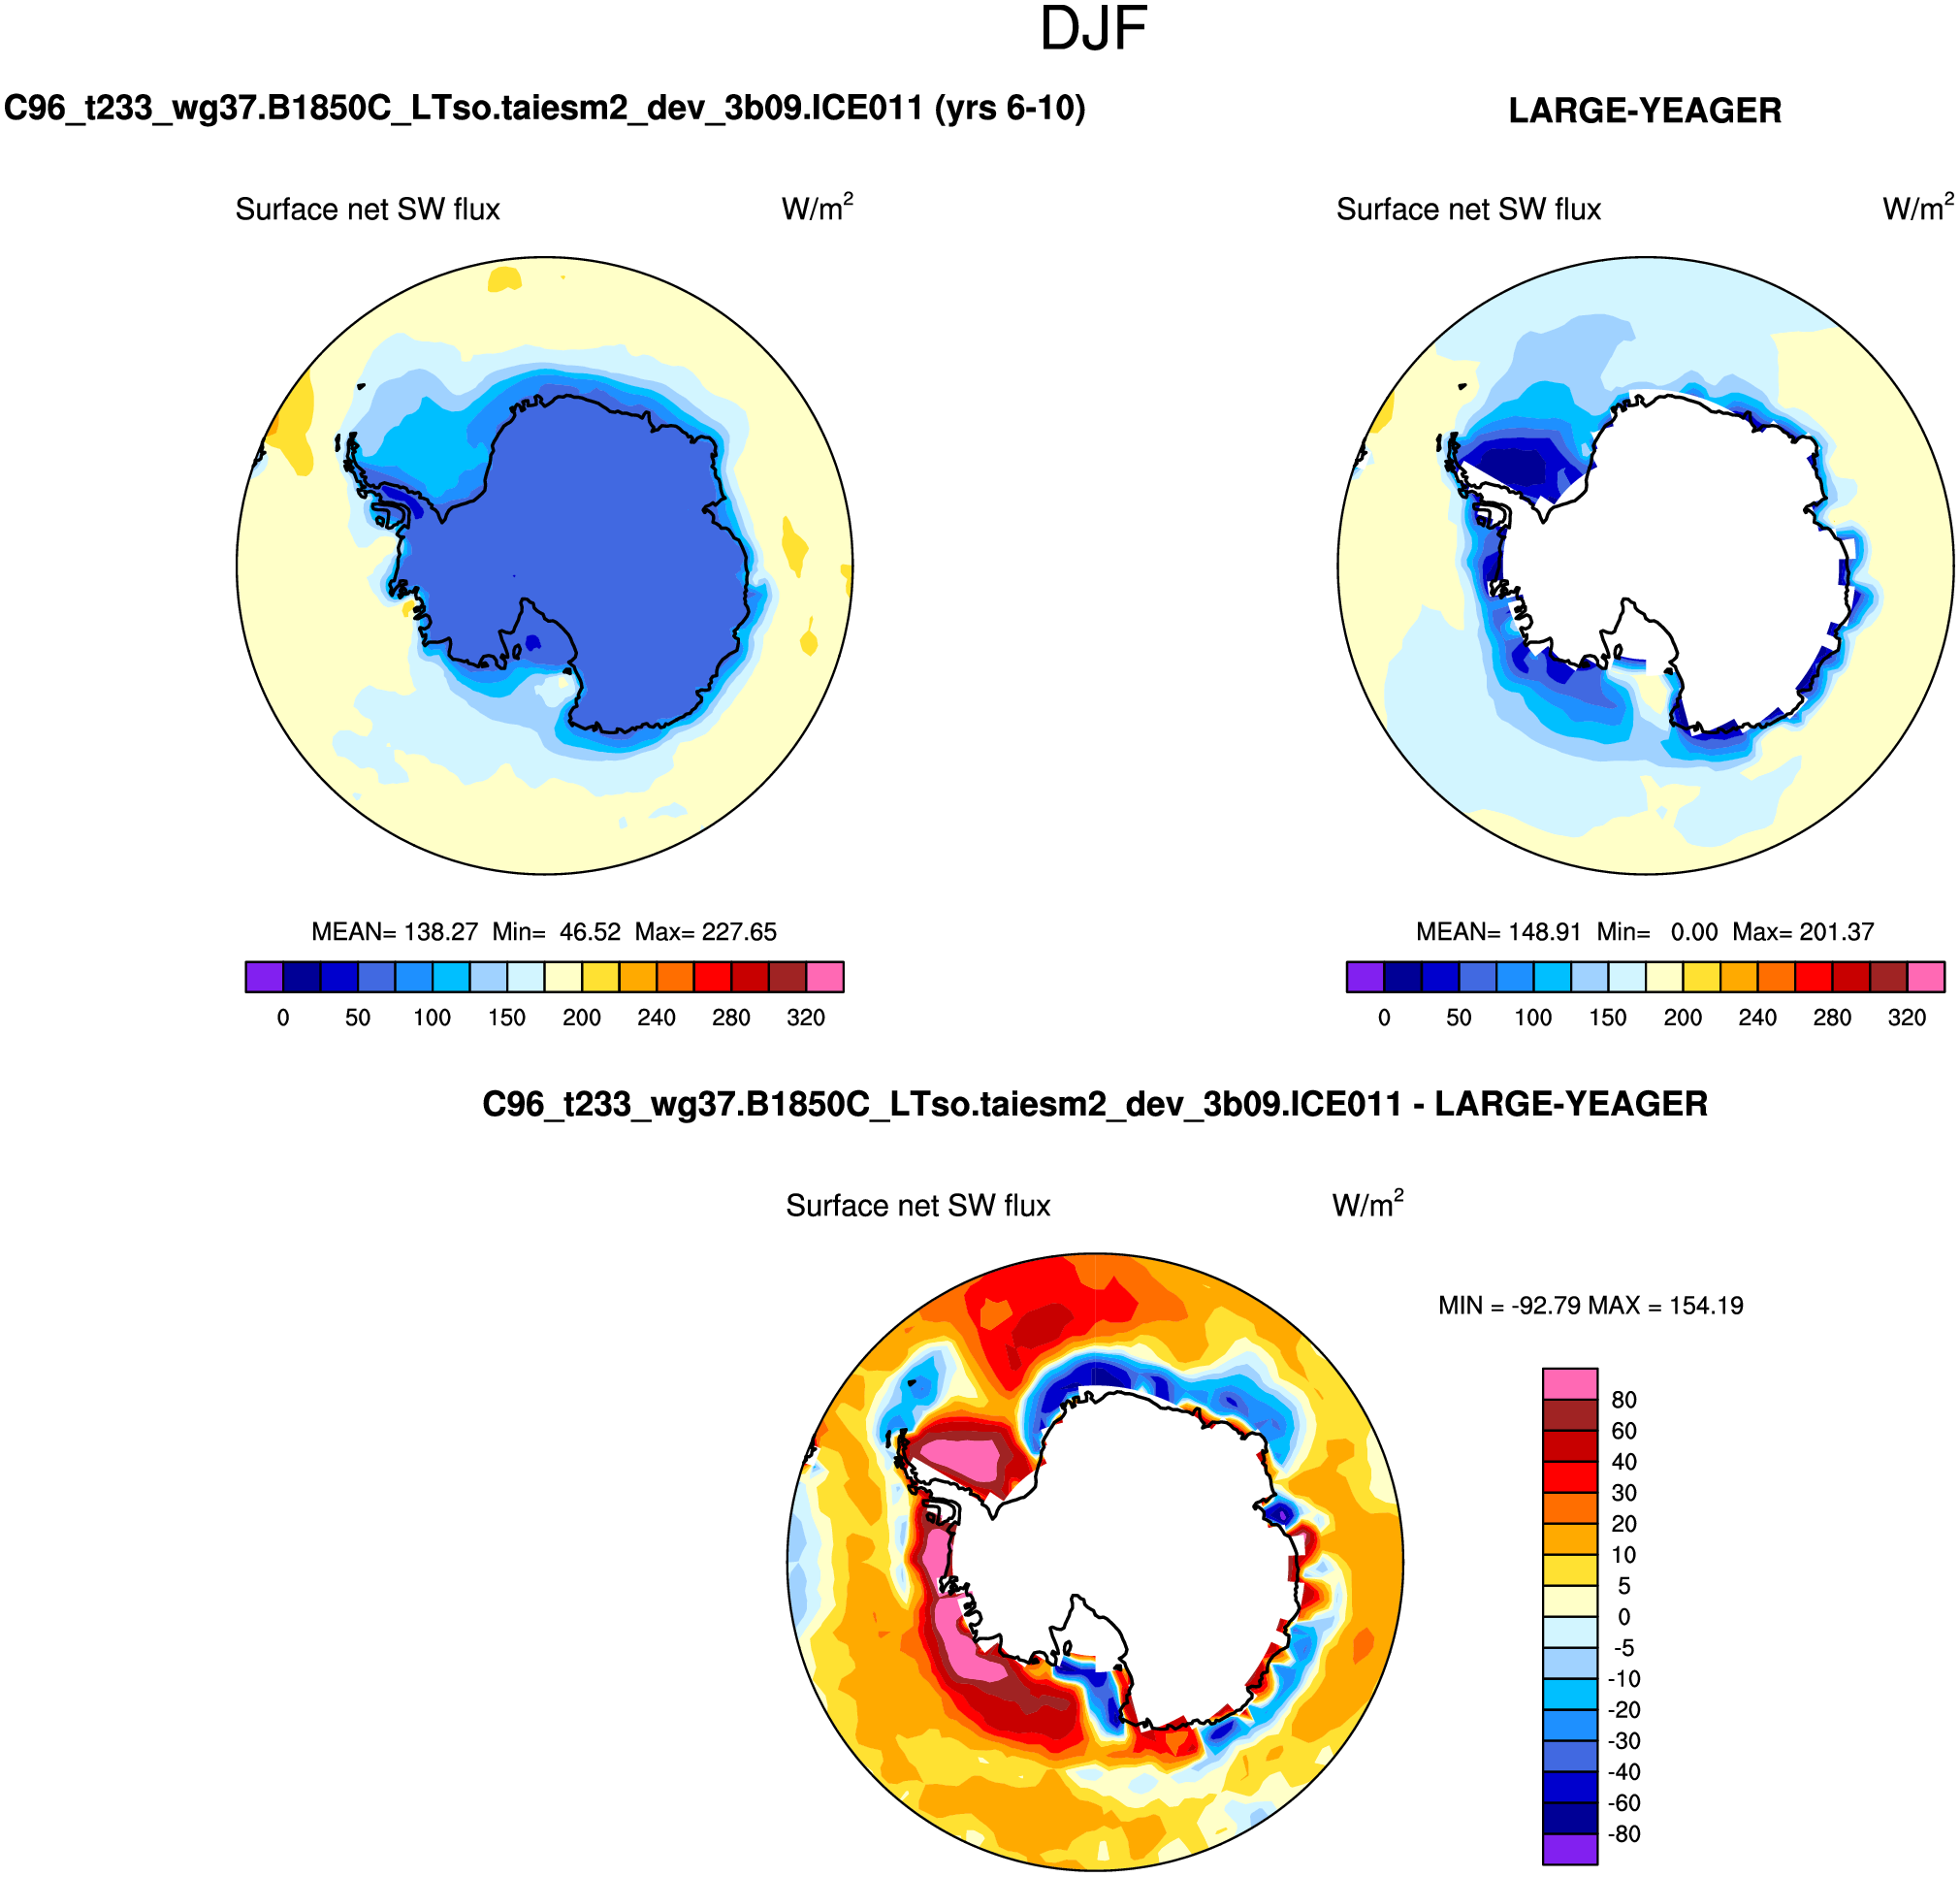 DJF
C96_t233_wg37.B1850C_LTso.taiesm2_dev_3b09.ICE011 (yrs 6-10)
LARGE-YEAGER
Surface net SW flux W/m²
Surface net SW flux W/m²
MEAN= 138.27 Min= 46.52 Max= 227.65
MEAN= 148.91 Min= 0.00 Max= 201.37
0 50 100 150 200 240 280 320
0 50 100 150 200 240 280 320
C96_t233_wg37.B1850C_LTso.taiesm2_dev_3b09.ICE011 - LARGE-YEAGER
Surface net SW flux W/m²
MIN = -92.79 MAX = 154.19
80
60
40
30
20
10
5
0
-5
-10
-20
-30
-40
-60
-80